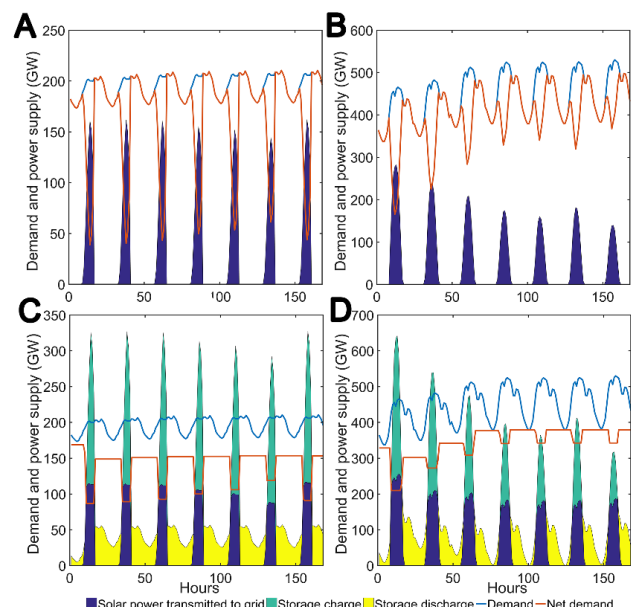 A
B
Demand and power supply (GW)
250
200
150
100
50
0
0 50 100 150
Demand and power supply (GW)
600
500
400
300
200
100
0
0 50 100 150
C
D
Demand and power supply (GW)
350
300
250
200
150
100
50
0
0 50 100 150
Hours
Demand and power supply (GW)
700
600
500
400
300
200
100
0
0 50 100 150
Hours
Solar power transmitted to grid Storage charge Storage discharge Demand Net demand